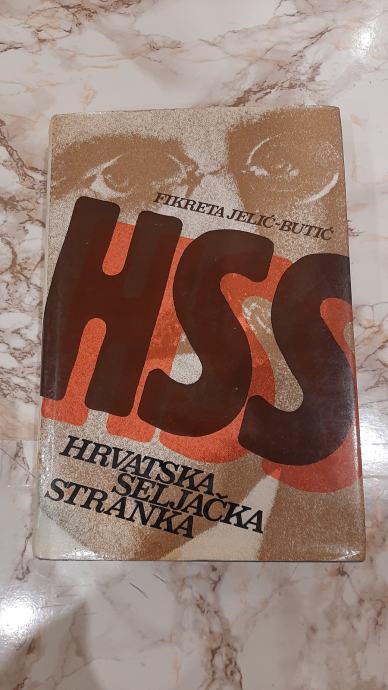 FIKRETA JELIĆ-BUTIĆ
HSS
HRVATSKA
SELJAČKA
STRANKA